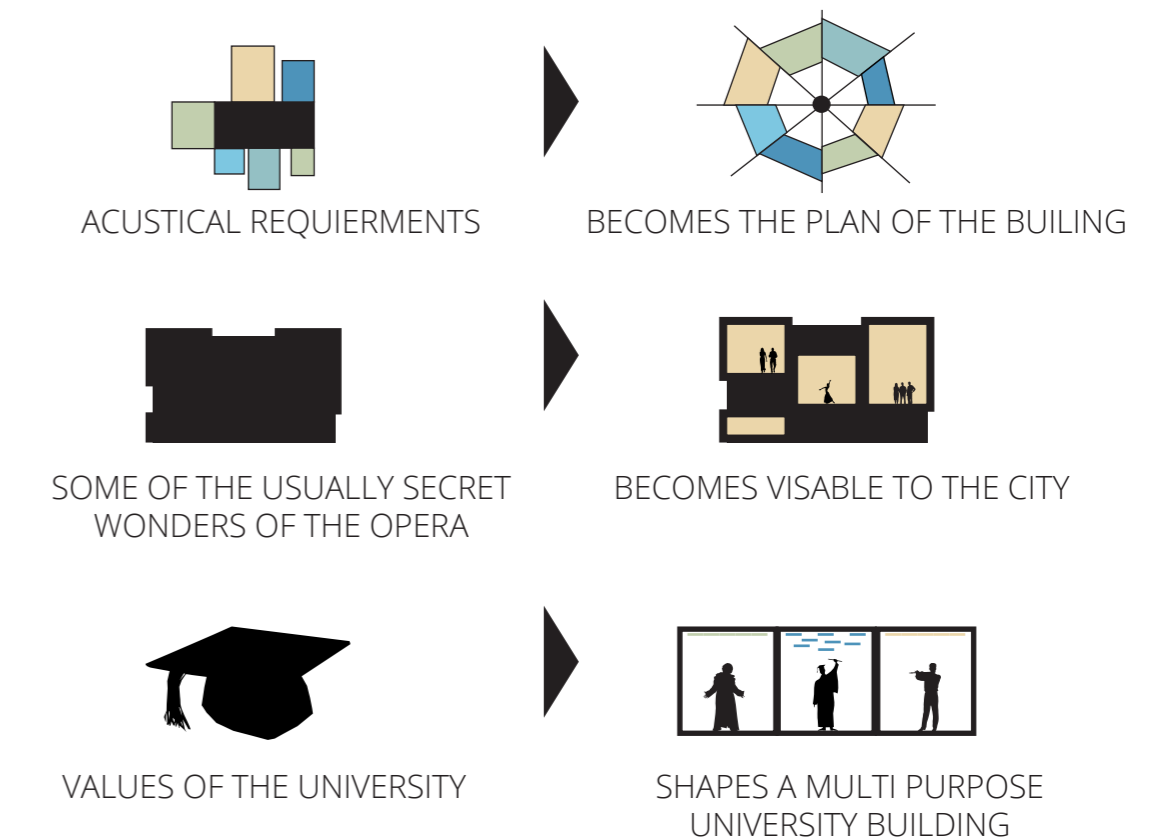 ACUSTICAL REQUIERMENTS
BECOMES THE PLAN OF THE BUILING
SOME OF THE USUALLY SECRET
WONDERS OF THE OPERA
BECOMES VISABLE TO THE CITY
VALUES OF THE UNIVERSITY
SHAPES A MULTI PURPOSE
UNIVERSITY BUILDING